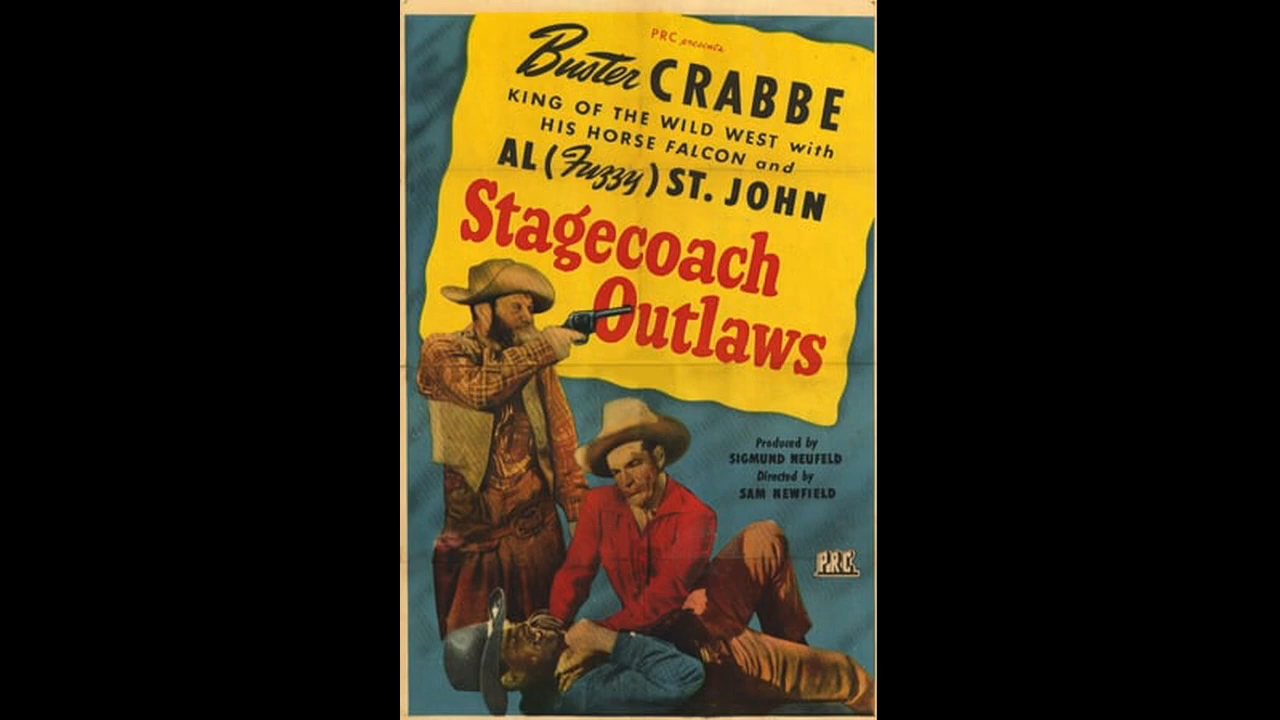 PRC presents
Buster CRABBE
KING OF THE WILD WEST with
HIS HORSE FALCON and
AL (Fuzzy) ST. JOHN
Stagecoach
Outlaws
Produced by
SIGMUND NEUFELD
Directed by
SAM NEWFIELD
P.R.C.